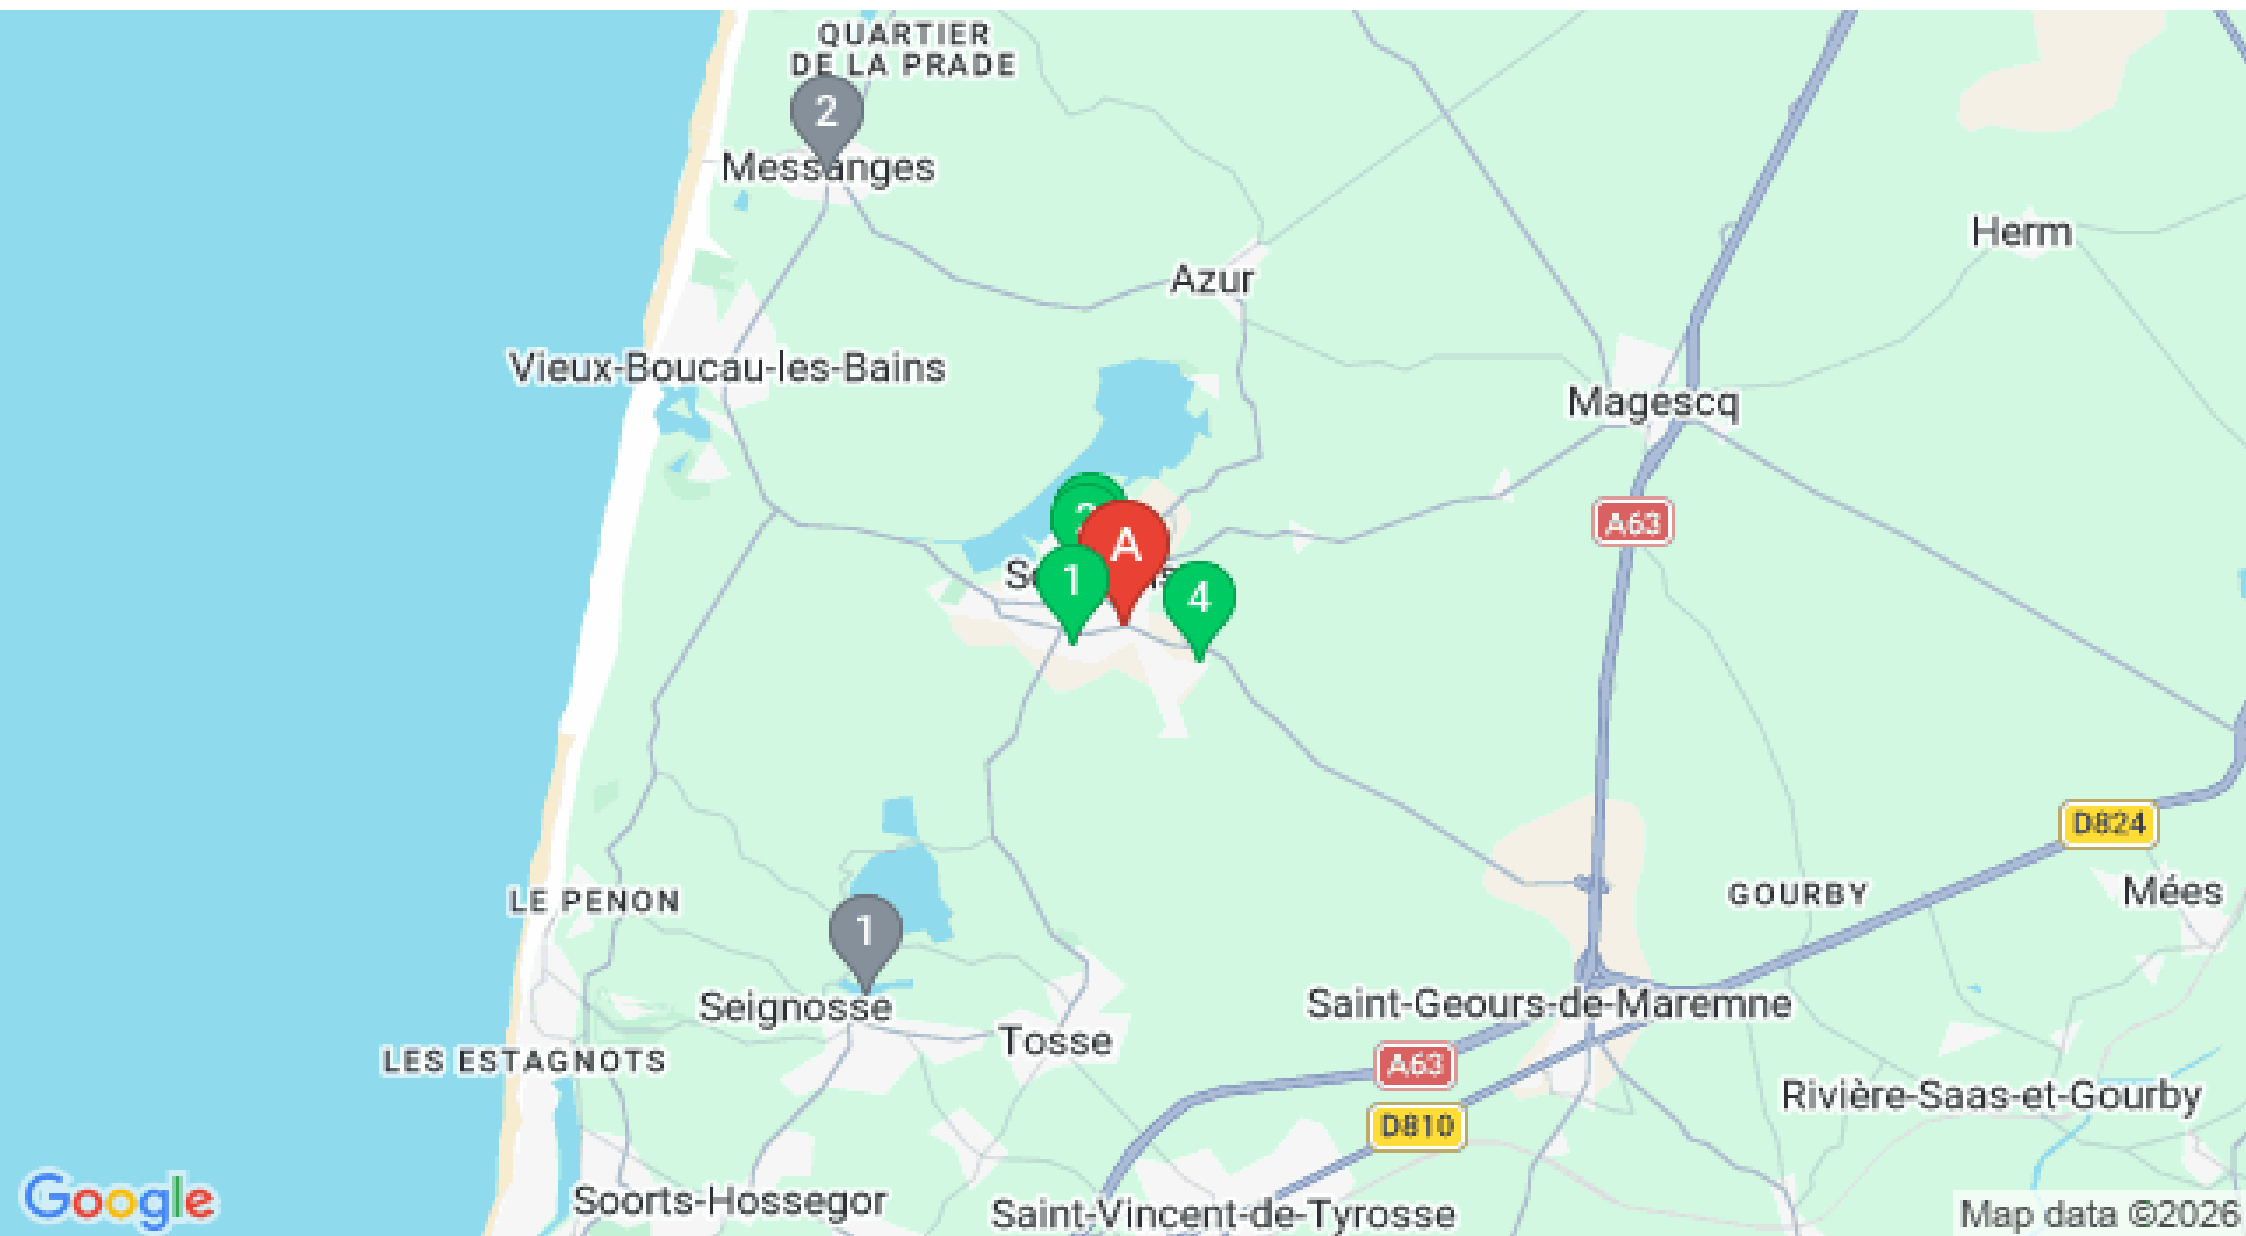 QUARTIER
DE LA PRADE
2
Messanges
Herm
Azur
Vieux-Boucau-les-Bains
Magescq
A63
A
1
4
D824
LE PENON
GOURBY
Mées
1
Seignosse
Saint-Geours-de-Maremne
Tosse
LES ESTAGNOTS
A63
Rivière-Saas-et-Gourby
D810
Google
Soorts-Hossegor
Saint-Vincent-de-Tyrosse
Map data ©2026